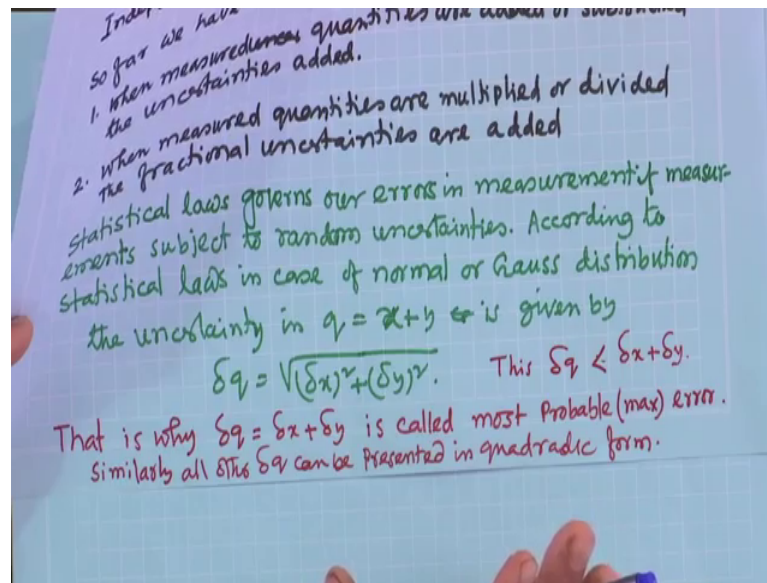 So far we have
1. When measured quantities are added or subtracted
the uncertainties added.
2. when measured quantities are multiplied or divided
The fractional uncertainties are added
Statistical laws governs our errors in measurement if measur-
ements subject to random uncertainties. According to
statistical laws in case of normal or Gauss distribution
the uncertainty in q = x+y is given by
δq = √(δx)²+(δy)². This δq < δx+δy.
That is why δq = δx+δy is called most Probable (max) error.
Similarly all δq can be Presented in quadradic form.